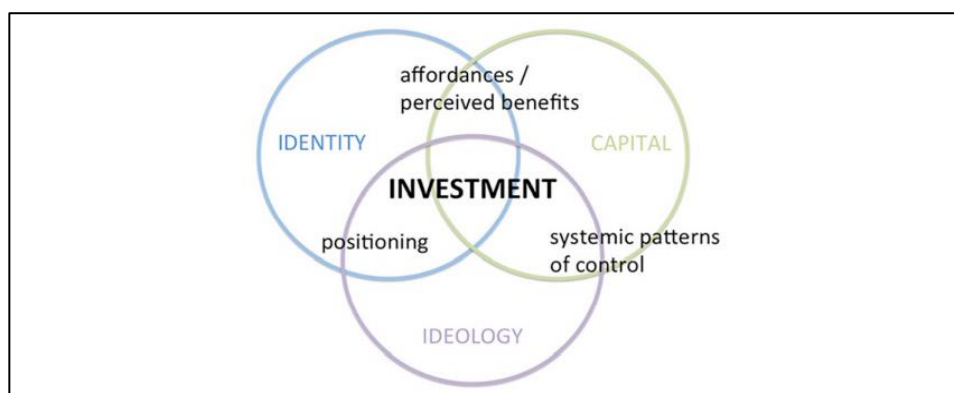 affordances /
perceived benefits
IDENTITY
CAPITAL
INVESTMENT
positioning
systemic patterns
of control
IDEOLOGY